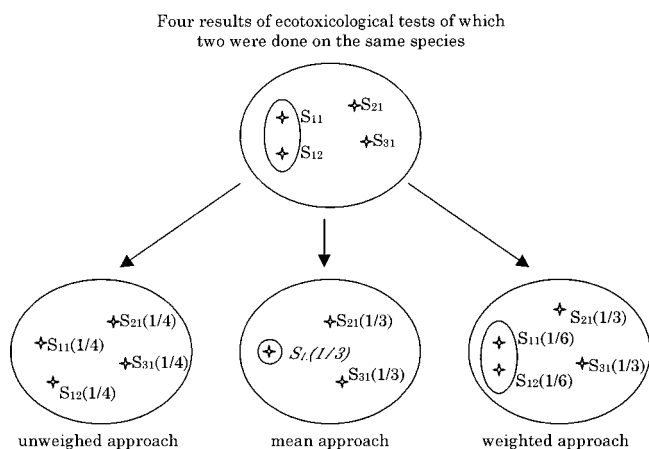 Four results of ecotoxicological tests of which
two were done on the same species
S₁₁
S₂₁
S₁₂
S₃₁
S₂₁(1/4)
S₁₁(1/4)
S₃₁(1/4)
S₁₂(1/4)
S₂₁(1/3)
S₁.(1/3)
S₃₁(1/3)
S₂₁(1/3)
S₁₁(1/6)
S₃₁(1/3)
S₁₂(1/6)
unweighed approach
mean approach
weighted approach